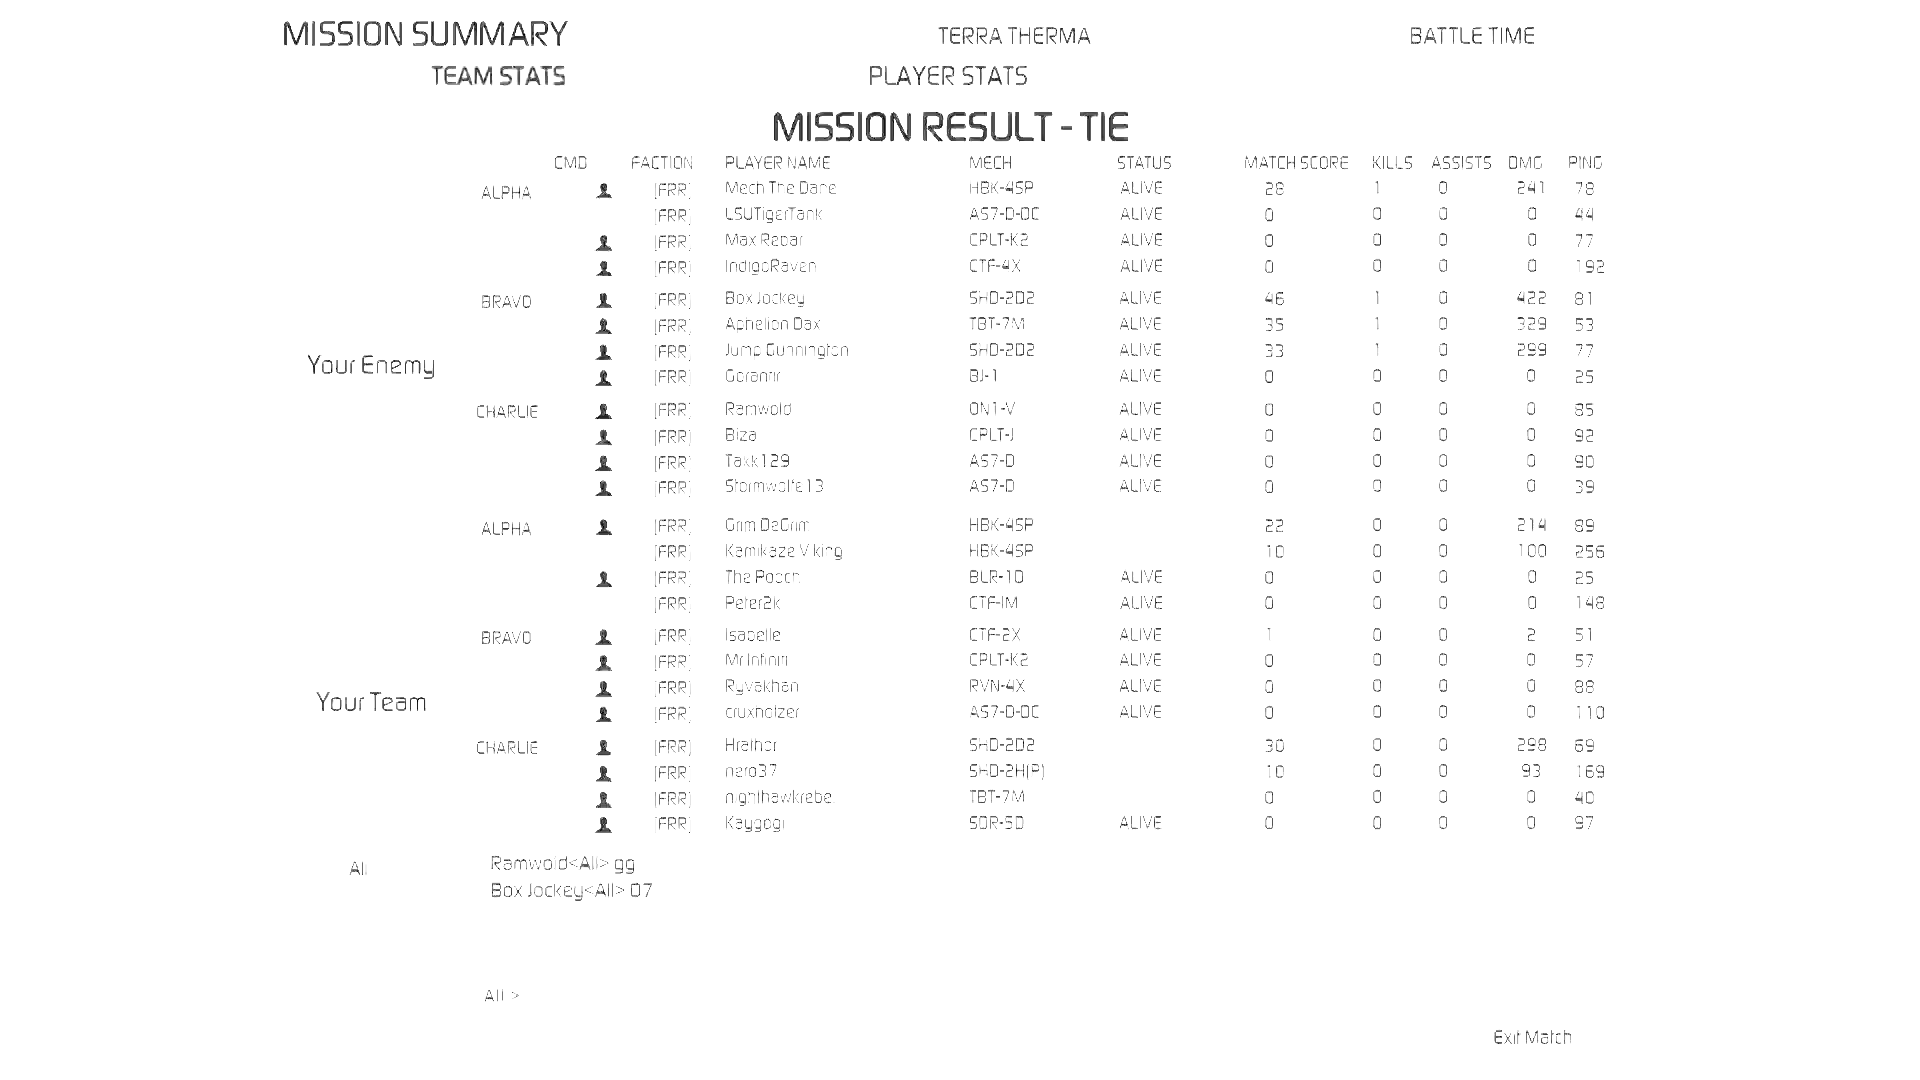 MISSION SUMMARY TERRA THERMA BATTLE TIME
TEAM STATS PLAYER STATS
MISSION RESULT - TIE
CMD FACTION PLAYER NAME MECH STATUS MATCH SCORE KILLS ASSISTS DMG PING
ALPHA [FRR] Mech The Dane HBK-4SP ALIVE 28 1 0 241 78
[FRR] LSUTigerTank AS7-D-DC ALIVE 0 0 0 0 44
[FRR] Max Rebar CPLT-K2 ALIVE 0 0 0 0 77
[FRR] IndigoRaven CTF-4X ALIVE 0 0 0 0 192
BRAVO [FRR] Box Jockey SHD-2D2 ALIVE 46 1 0 422 81
[FRR] Aphelion Dax TBT-7M ALIVE 35 1 0 329 53
[FRR] Jump Gunnington SHD-2D2 ALIVE 33 1 0 299 77
Your Enemy
[FRR] BJ-1 ALIVE 0 0 0 0 25
CHARLIE [FRR] Ramwold ON1-V ALIVE 0 0 0 0 85
[FRR] Biza CPLT-J ALIVE 0 0 0 0 92
[FRR] Takk129 AS7-D ALIVE 0 0 0 0 90
[FRR] Stormwolfe13 AS7-D ALIVE 0 0 0 0 39
ALPHA [FRR] Grim DeGrim HBK-4SP 22 0 0 214 89
[FRR] Kamikaze Viking HBK-4SP 10 0 0 100 256
[FRR] The Pooch BLR-1D ALIVE 0 0 0 0 25
[FRR] Peter2k CTF-IM ALIVE 0 0 0 0 148
BRAVO [FRR] Isabelle CTF-2X ALIVE 1 0 0 2 51
[FRR] Mr Infiniti CPLT-K2 ALIVE 0 0 0 0 57
[FRR] Ryvakhan RVN-4X ALIVE 0 0 0 0 88
Your Team
[FRR] cruxholzer AS7-D-DC ALIVE 0 0 0 0 110
CHARLIE [FRR] Hrathor SHD-2D2 30 0 0 298 69
[FRR] nero37 SHD-2H(P) 10 0 0 93 169
[FRR] nighthawkrebel TBT-7M 0 0 0 0 40
[FRR] Kaygogi SDR-5D ALIVE 0 0 0 0 97
All Ramwold<All> gg
Box Jockey<All> O7
All >
Exit Match